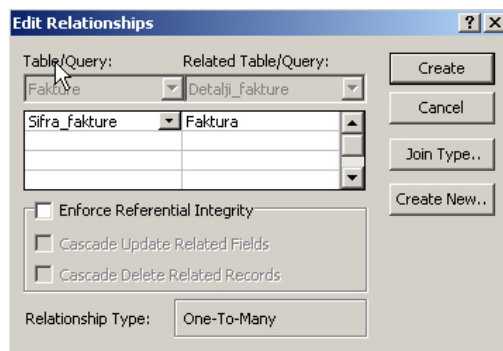 Edit Relationships
Table/Query: Related Table/Query:
Fakture Detalji_fakture
Sifra_fakture Faktura
Enforce Referential Integrity
Cascade Update Related Fields
Cascade Delete Related Records
Relationship Type: One-To-Many
Create
Cancel
Join Type..
Create New..